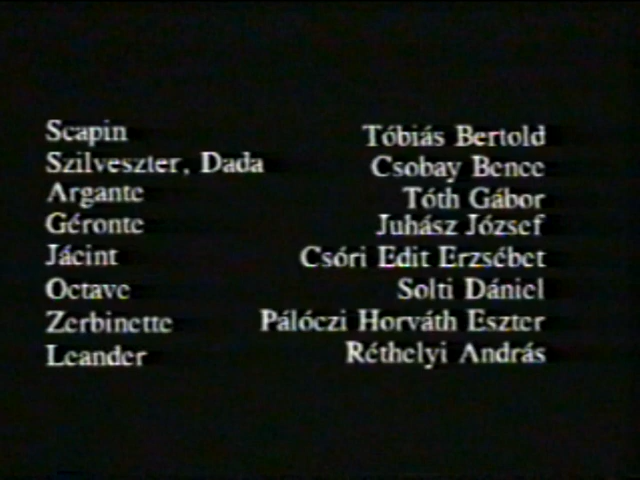 Scapin Tóbiás Bertold
Szilveszter, Dada Csobay Bence
Argante Tóth Gábor
Géronte Juhász József
Jácint Csóri Edit Erzsébet
Octave Solti Dániel
Zerbinette Pálóczi Horváth Eszter
Leander Réthelyi András